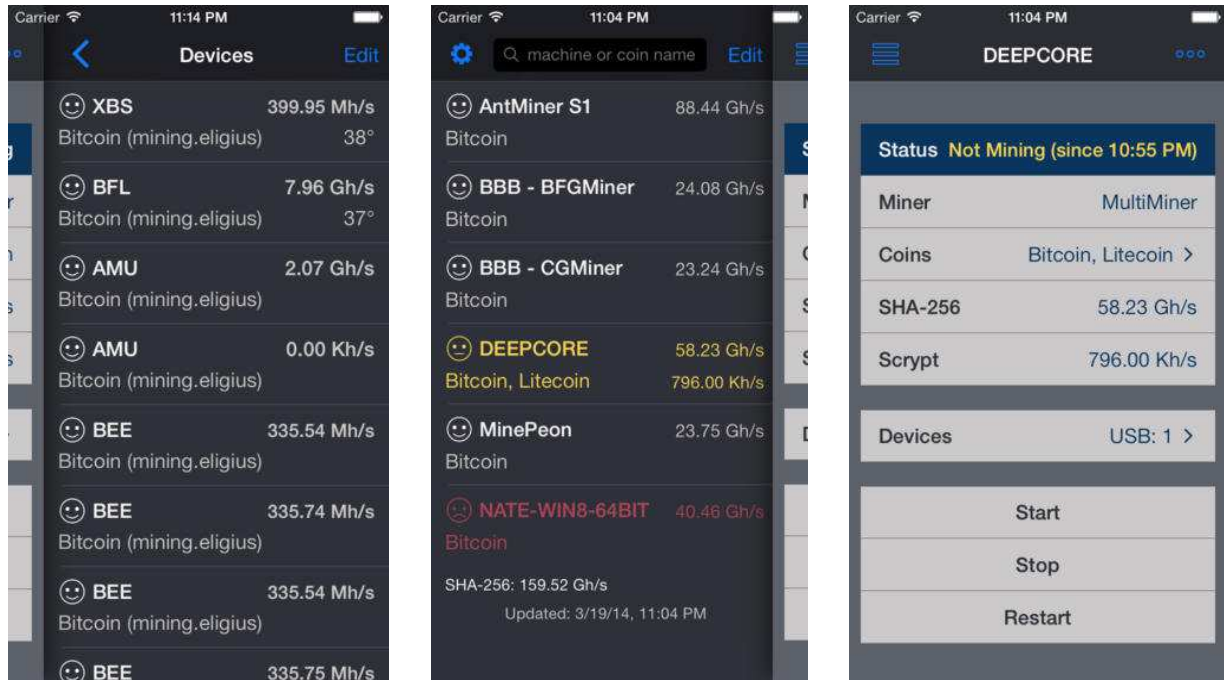 Carrier 11:14 PM
Devices Edit
XBS 399.95 Mh/s
Bitcoin (mining.eligius) 38°
BFL 7.96 Gh/s
Bitcoin (mining.eligius) 37°
AMU 2.07 Gh/s
Bitcoin (mining.eligius)
AMU 0.00 Kh/s
Bitcoin (mining.eligius)
BEE 335.54 Mh/s
Bitcoin (mining.eligius)
BEE 335.74 Mh/s
Bitcoin (mining.eligius)
BEE 335.54 Mh/s
Bitcoin (mining.eligius)
BEE 335.75 Mh/s
Carrier 11:04 PM
machine or coin name Edit
AntMiner S1 88.44 Gh/s
Bitcoin
BBB - BFGMiner 24.08 Gh/s
Bitcoin
BBB - CGMiner 23.24 Gh/s
Bitcoin
DEEPCORE 58.23 Gh/s
Bitcoin, Litecoin 796.00 Kh/s
MinePeon 23.75 Gh/s
Bitcoin
NATE-WIN8-64BIT 40.46 Gh/s
Bitcoin
SHA-256: 159.52 Gh/s
Updated: 3/19/14, 11:04 PM
Carrier 11:04 PM
DEEPCORE
Status Not Mining (since 10:55 PM)
Miner MultiMiner
Coins Bitcoin, Litecoin >
SHA-256 58.23 Gh/s
Scrypt 796.00 Kh/s
Devices USB: 1 >
Start
Stop
Restart